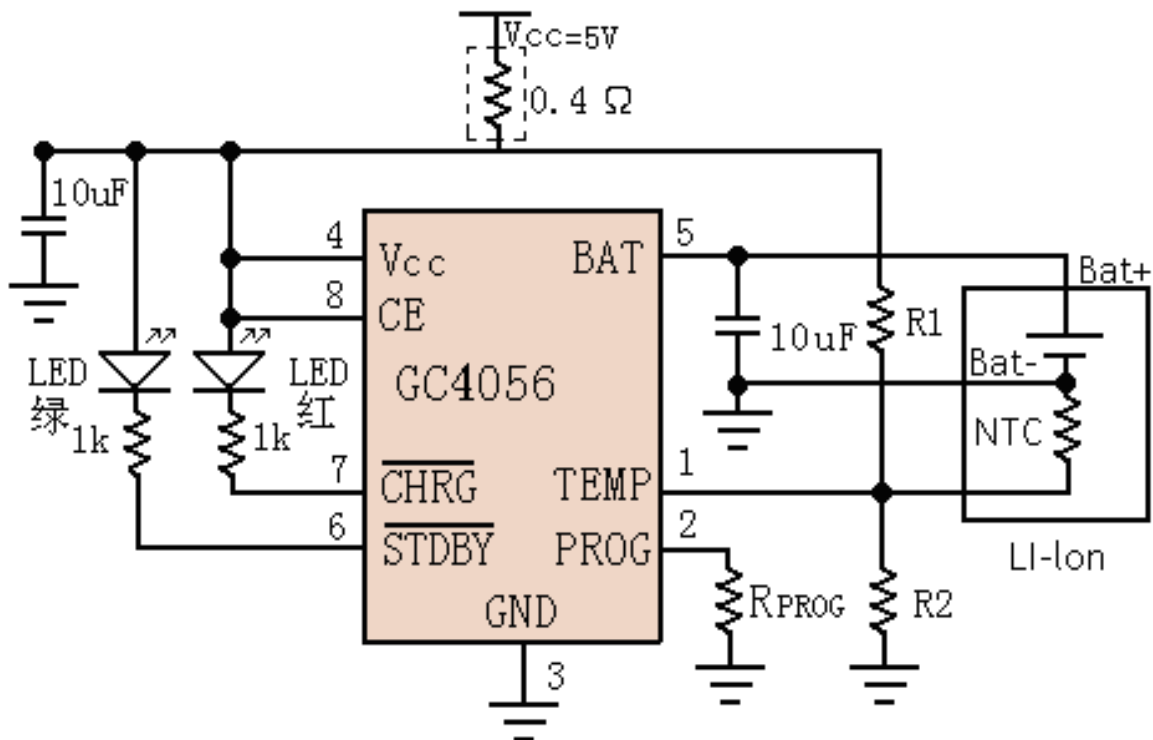 Vcc=5V
0.4 Ω
10uF
4
Vcc
BAT
5
8
CE
Bat+
LED
绿
1k
LED
红
1k
GC4056
10uF
R1
Bat-
NTC
7
CHRG
TEMP
1
6
STDBY
PROG
2
LI-lon
GND
RPROG
R2
3